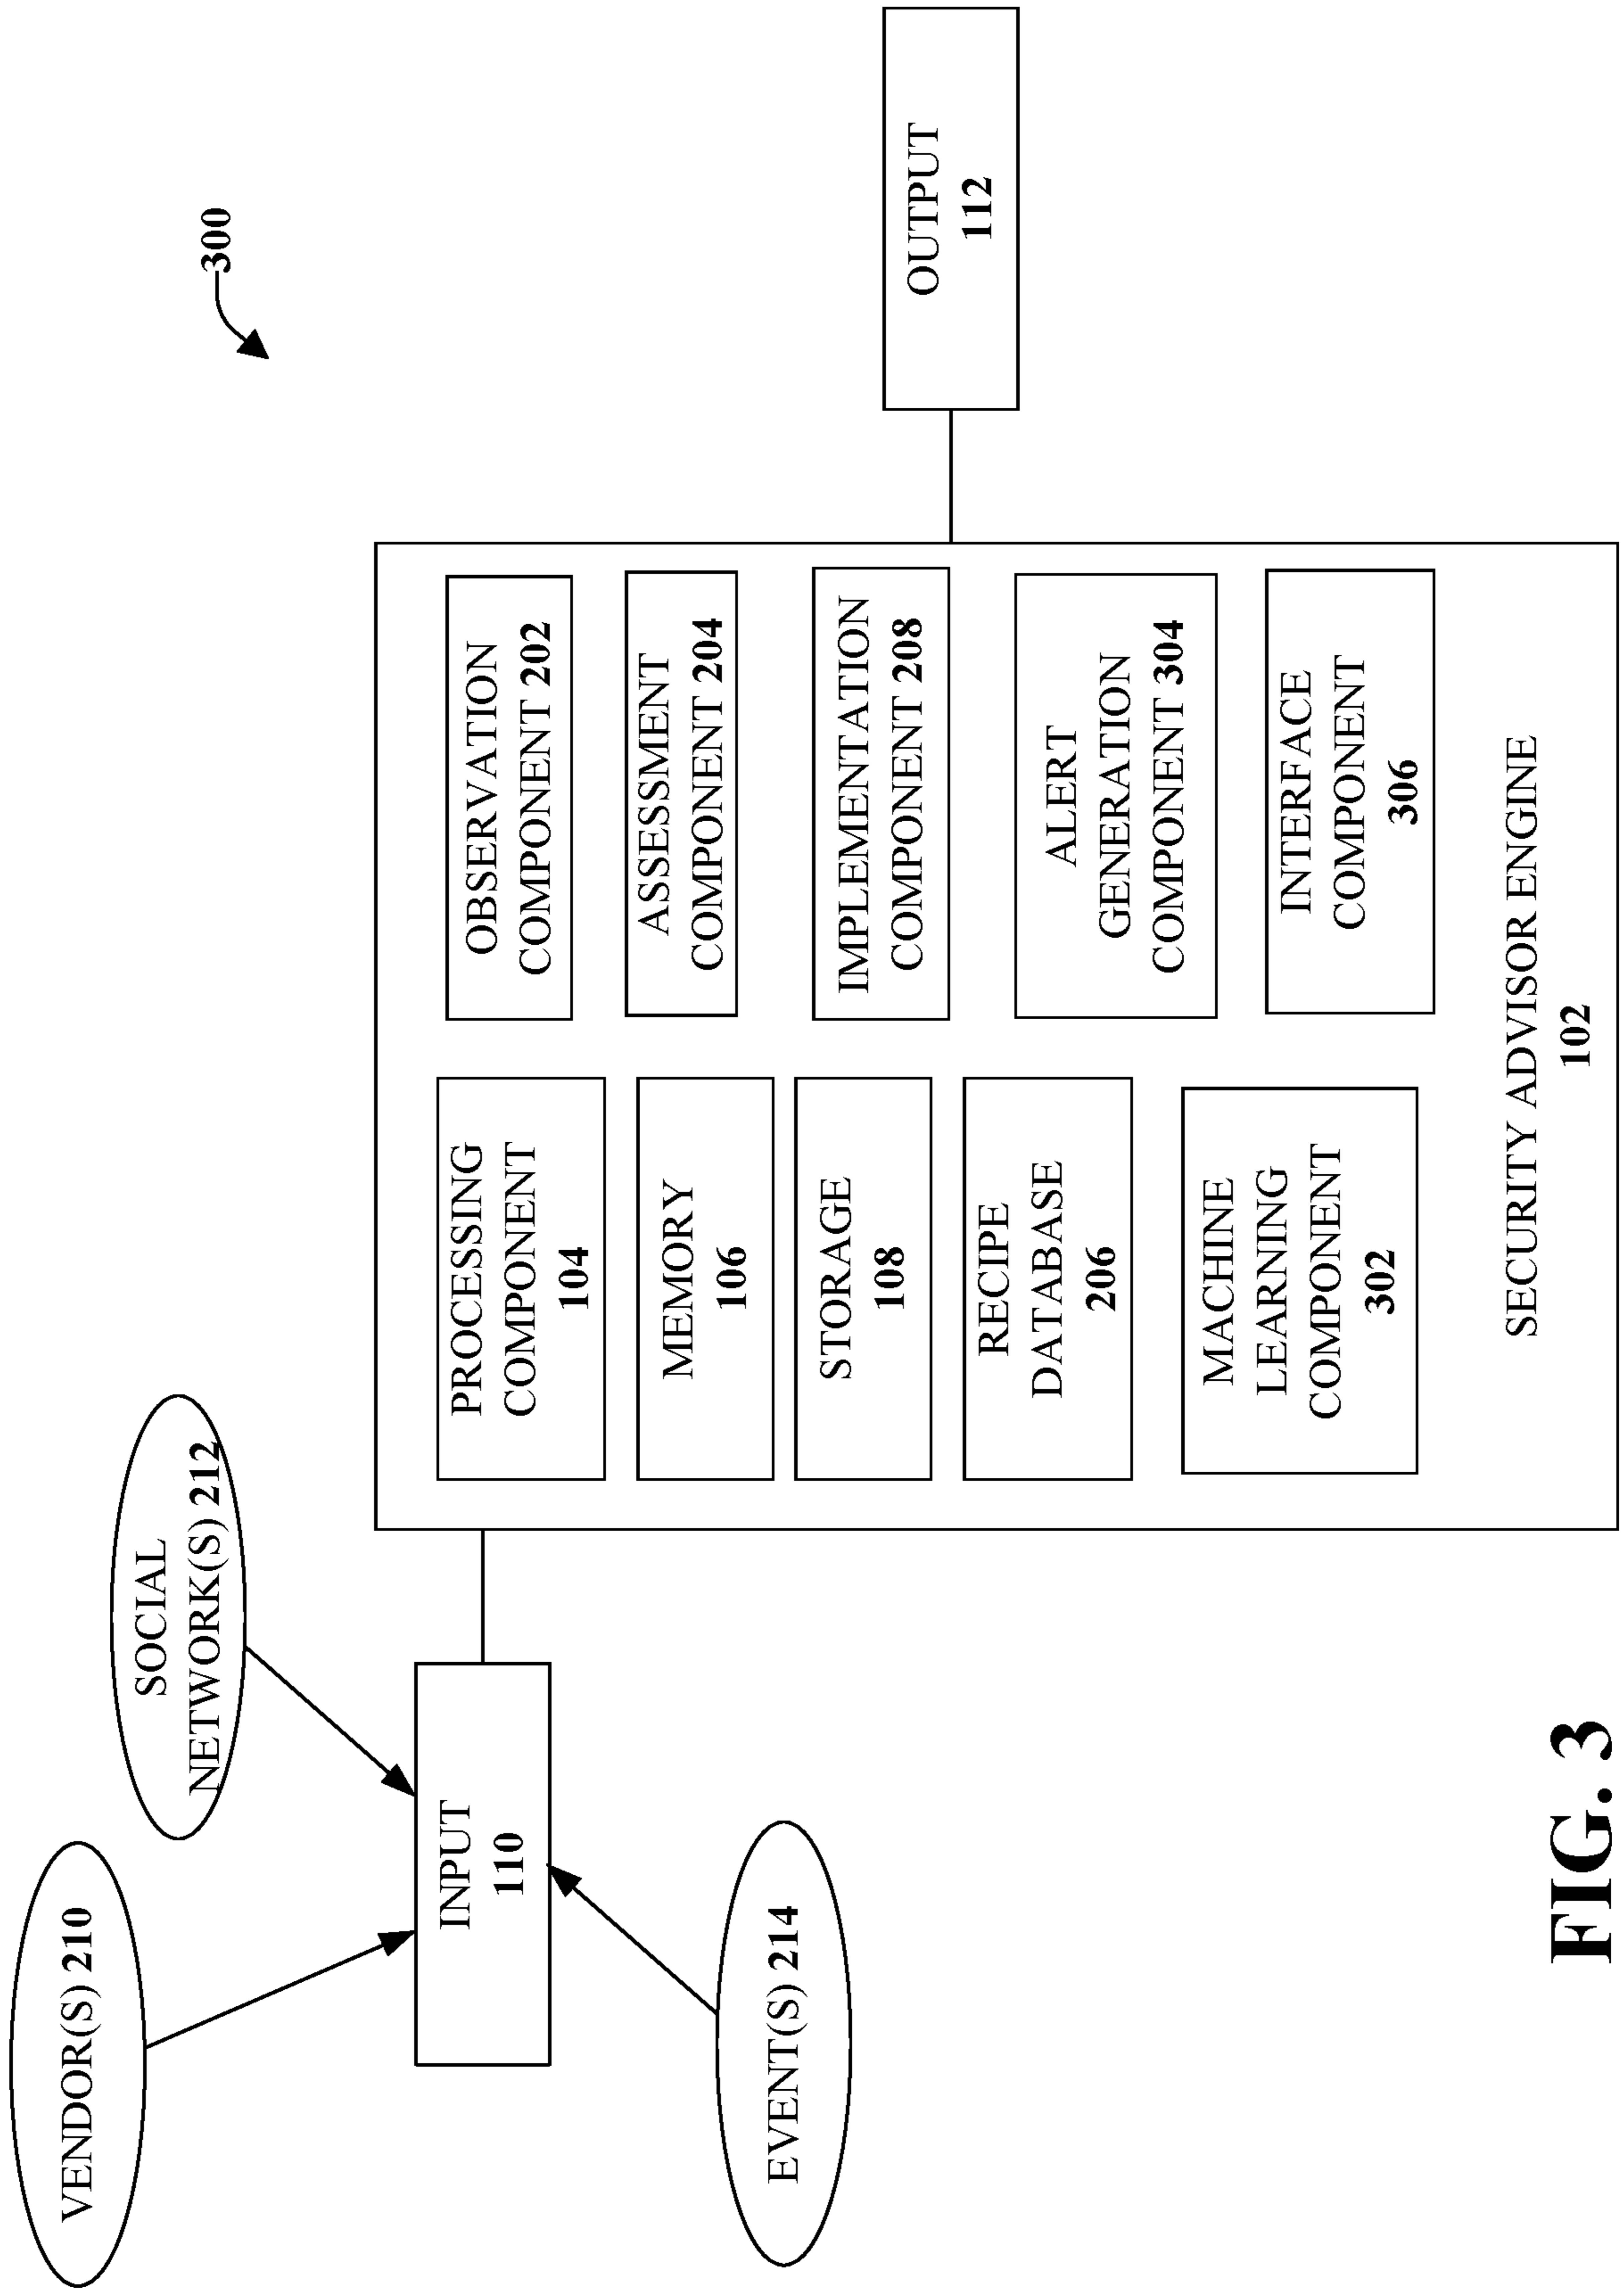 300
VENDOR(S) 210
SOCIAL
NETWORK(S) 212
INPUT
110
EVENT(S) 214
PROCESSING
COMPONENT
104
MEMORY
106
STORAGE
108
RECIPE
DATABASE
206
MACHINE
LEARNING
COMPONENT
302
OBSERVATION
COMPONENT 202
ASSESSMENT
COMPONENT 204
IMPLEMENTATION
COMPONENT 208
ALERT
GENERATION
COMPONENT 304
INTERFACE
COMPONENT
306
SECURITY ADVISOR ENGINE
102
OUTPUT
112
FIG. 3